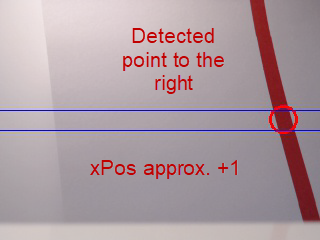 Detected
point to the
right
xPos approx. +1